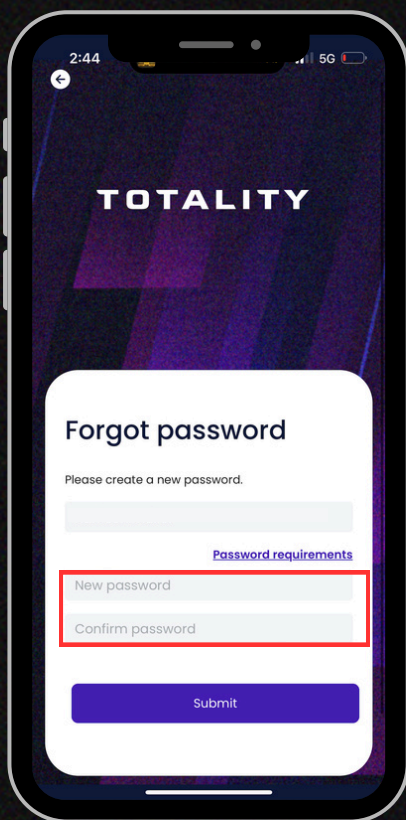 2:44
5G
TOTALITY
Forgot password
Please create a new password.
Password requirements
New password
Confirm password
Submit